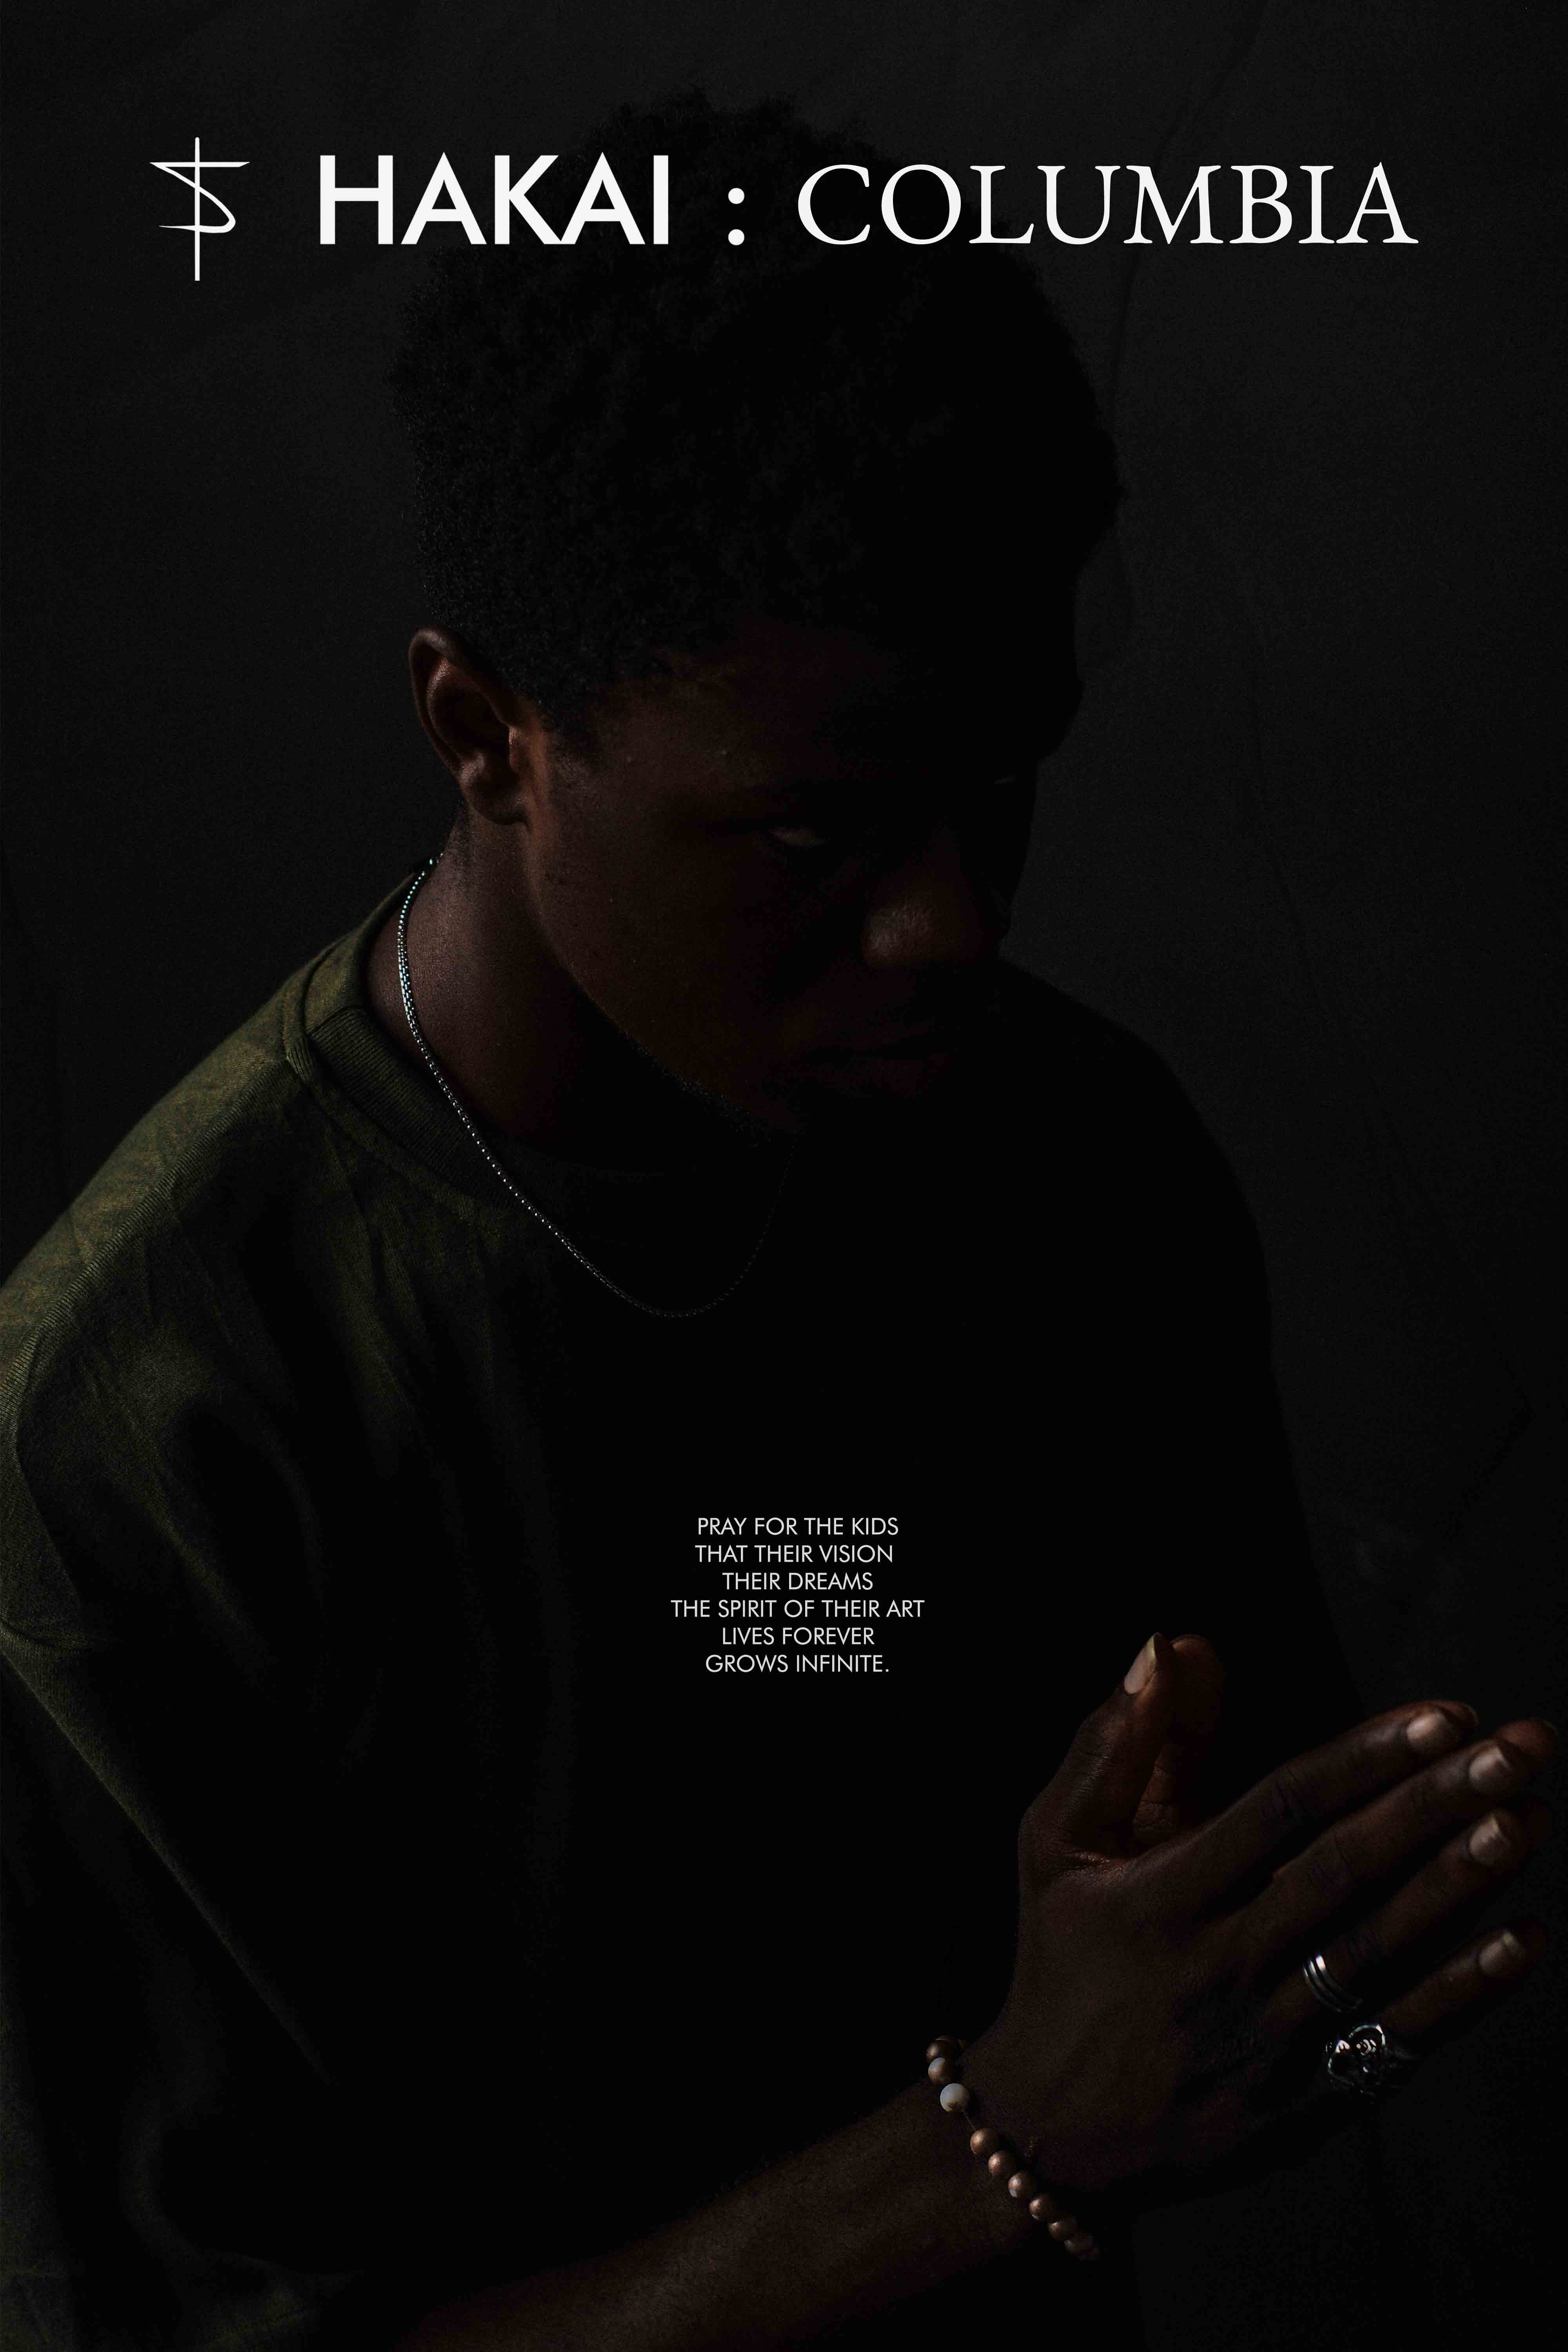 HAKAI : COLUMBIA
PRAY FOR THE KIDS
THAT THEIR VISION
THEIR DREAMS
THE SPIRIT OF THEIR ART
LIVES FOREVER
GROWS INFINITE.